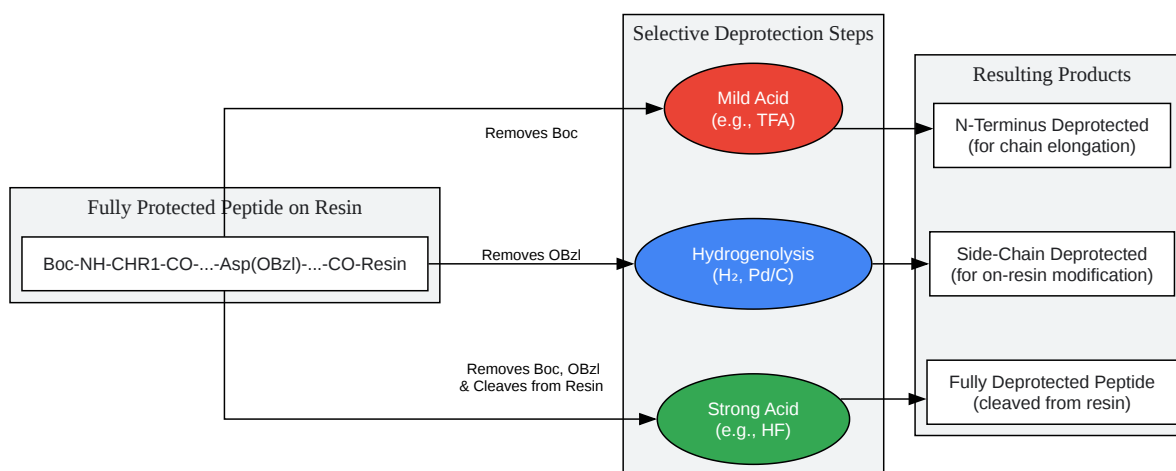 Selective Deprotection Steps
Resulting Products
Mild Acid
(e.g., TFA)
Removes Boc
N-Terminus Deprotected
(for chain elongation)
Fully Protected Peptide on Resin
Boc-NH-CHR1-CO-...-Asp(OBzl)-...-CO-Resin
Removes OBzl
Hydrogenolysis
(H₂, Pd/C)
Side-Chain Deprotected
(for on-resin modification)
Removes Boc, OBzl
& Cleaves from Resin
Strong Acid
(e.g., HF)
Fully Deprotected Peptide
(cleaved from resin)